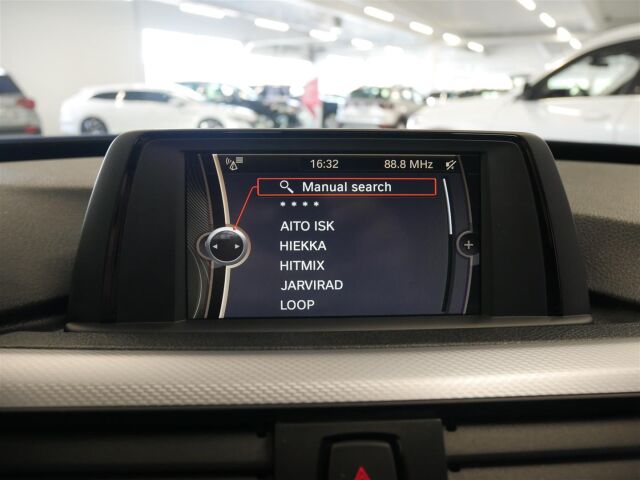 16:32 88.8 MHz
Manual search
* * * *
AITO ISK
HIEKKA
HITMIX
JARVIRAD
LOOP
+